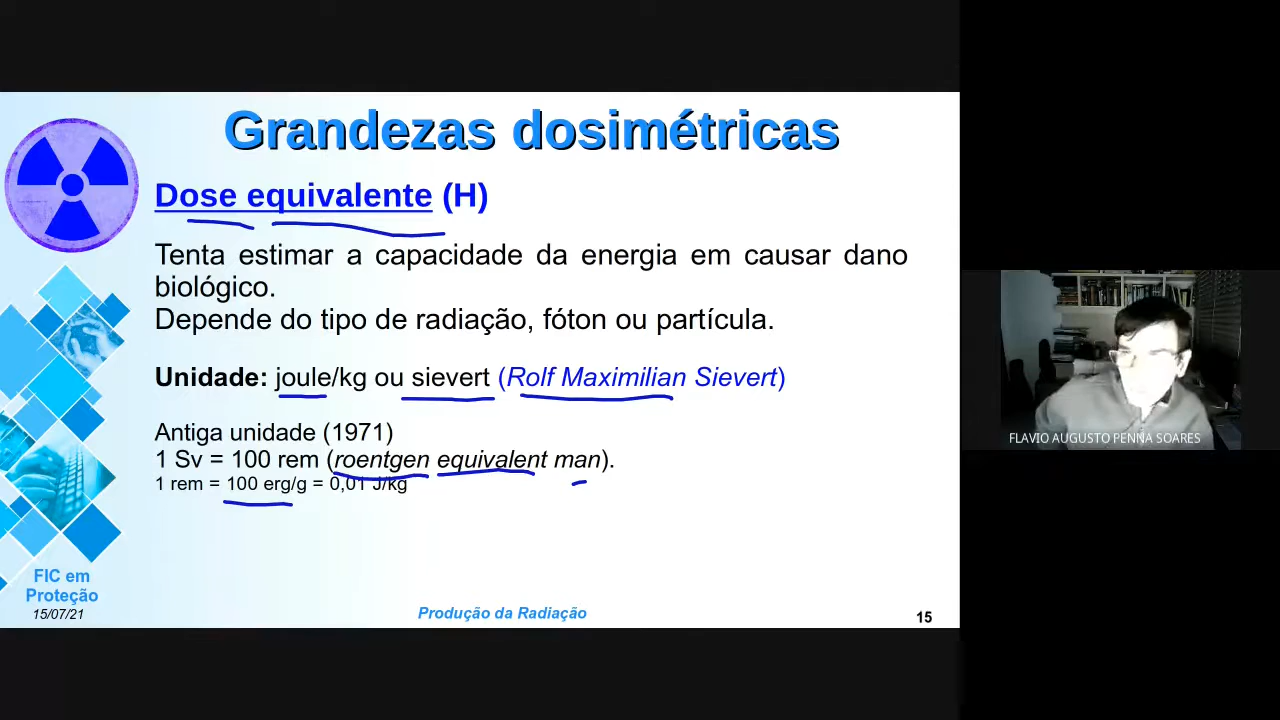 Grandezas dosimétricas
Dose equivalente (H)
Tenta estimar a capacidade da energia em causar dano
biológico.
Depende do tipo de radiação, fóton ou partícula.
Unidade: joule/kg ou sievert (Rolf Maximilian Sievert)
Antiga unidade (1971)
1 Sv = 100 rem (roentgen equivalent man).
1 rem = 100 erg/g = 0,01 J/kg
FIC em
Proteção
15/07/21
Produção da Radiação
15
FLAVIO AUGUSTO PENNA SOARES